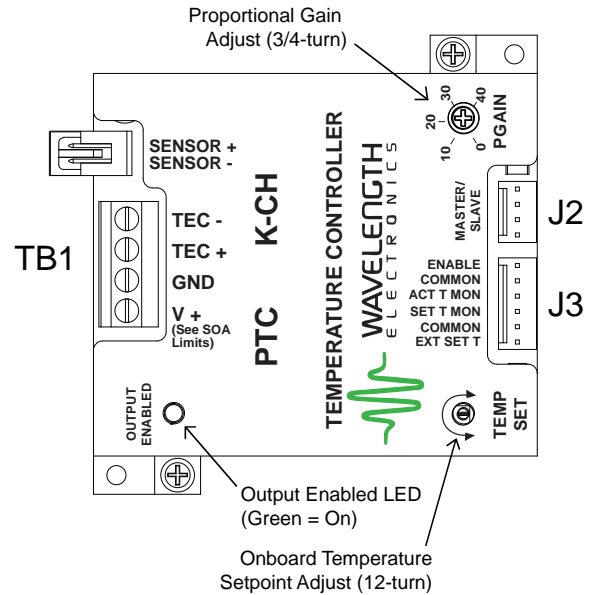 Proportional Gain
Adjust (3/4-turn)
0
10
20
30
40
PGAIN
SENSOR +
SENSOR -
TB1
TEC -
TEC +
GND
V +
(See SOA
Limits)
PTC K-CH
TEMPERATURE CONTROLLER
WAVELENGTH
ELECTRONICS
MASTER/
SLAVE
J2
ENABLE
COMMON
ACT T MON
SET T MON
COMMON
EXT SET T
J3
OUTPUT
ENABLED
TEMP
SET
Output Enabled LED
(Green = On)
Onboard Temperature
Setpoint Adjust (12-turn)